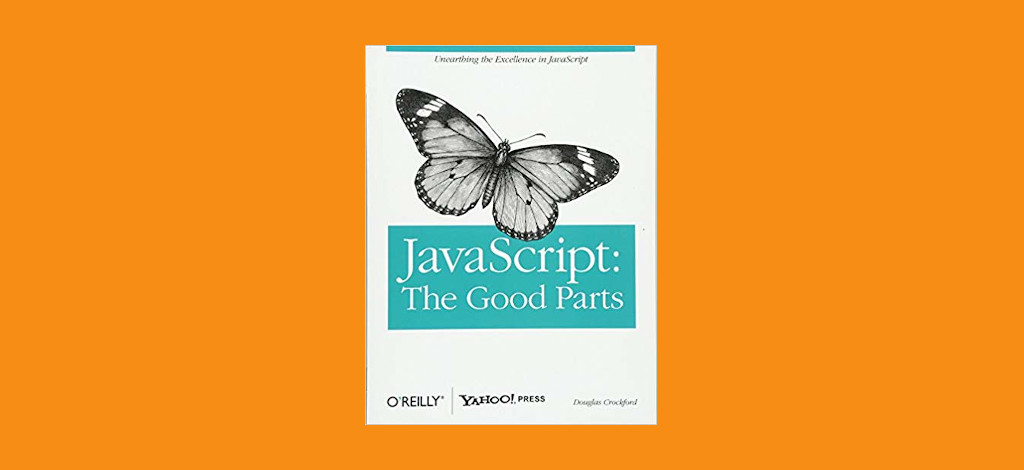 Unearthing the Excellence in JavaScript
JavaScript:
The Good Parts
O'REILLY® YAHOO! PRESS Douglas Crockford